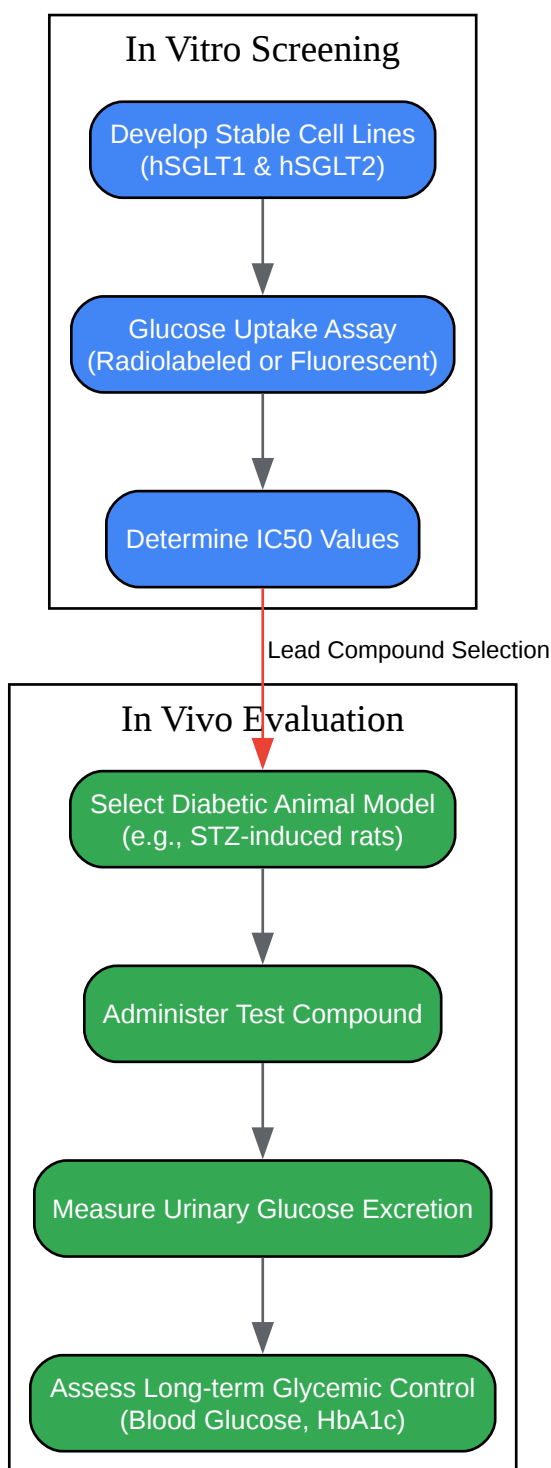 In Vitro Screening
Develop Stable Cell Lines
(hSGLT1 & hSGLT2)
Glucose Uptake Assay
(Radiolabeled or Fluorescent)
Determine IC50 Values
Lead Compound Selection
In Vivo Evaluation
Select Diabetic Animal Model
(e.g., STZ-induced rats)
Administer Test Compound
Measure Urinary Glucose Excretion
Assess Long-term Glycemic Control
(Blood Glucose, HbA1c)